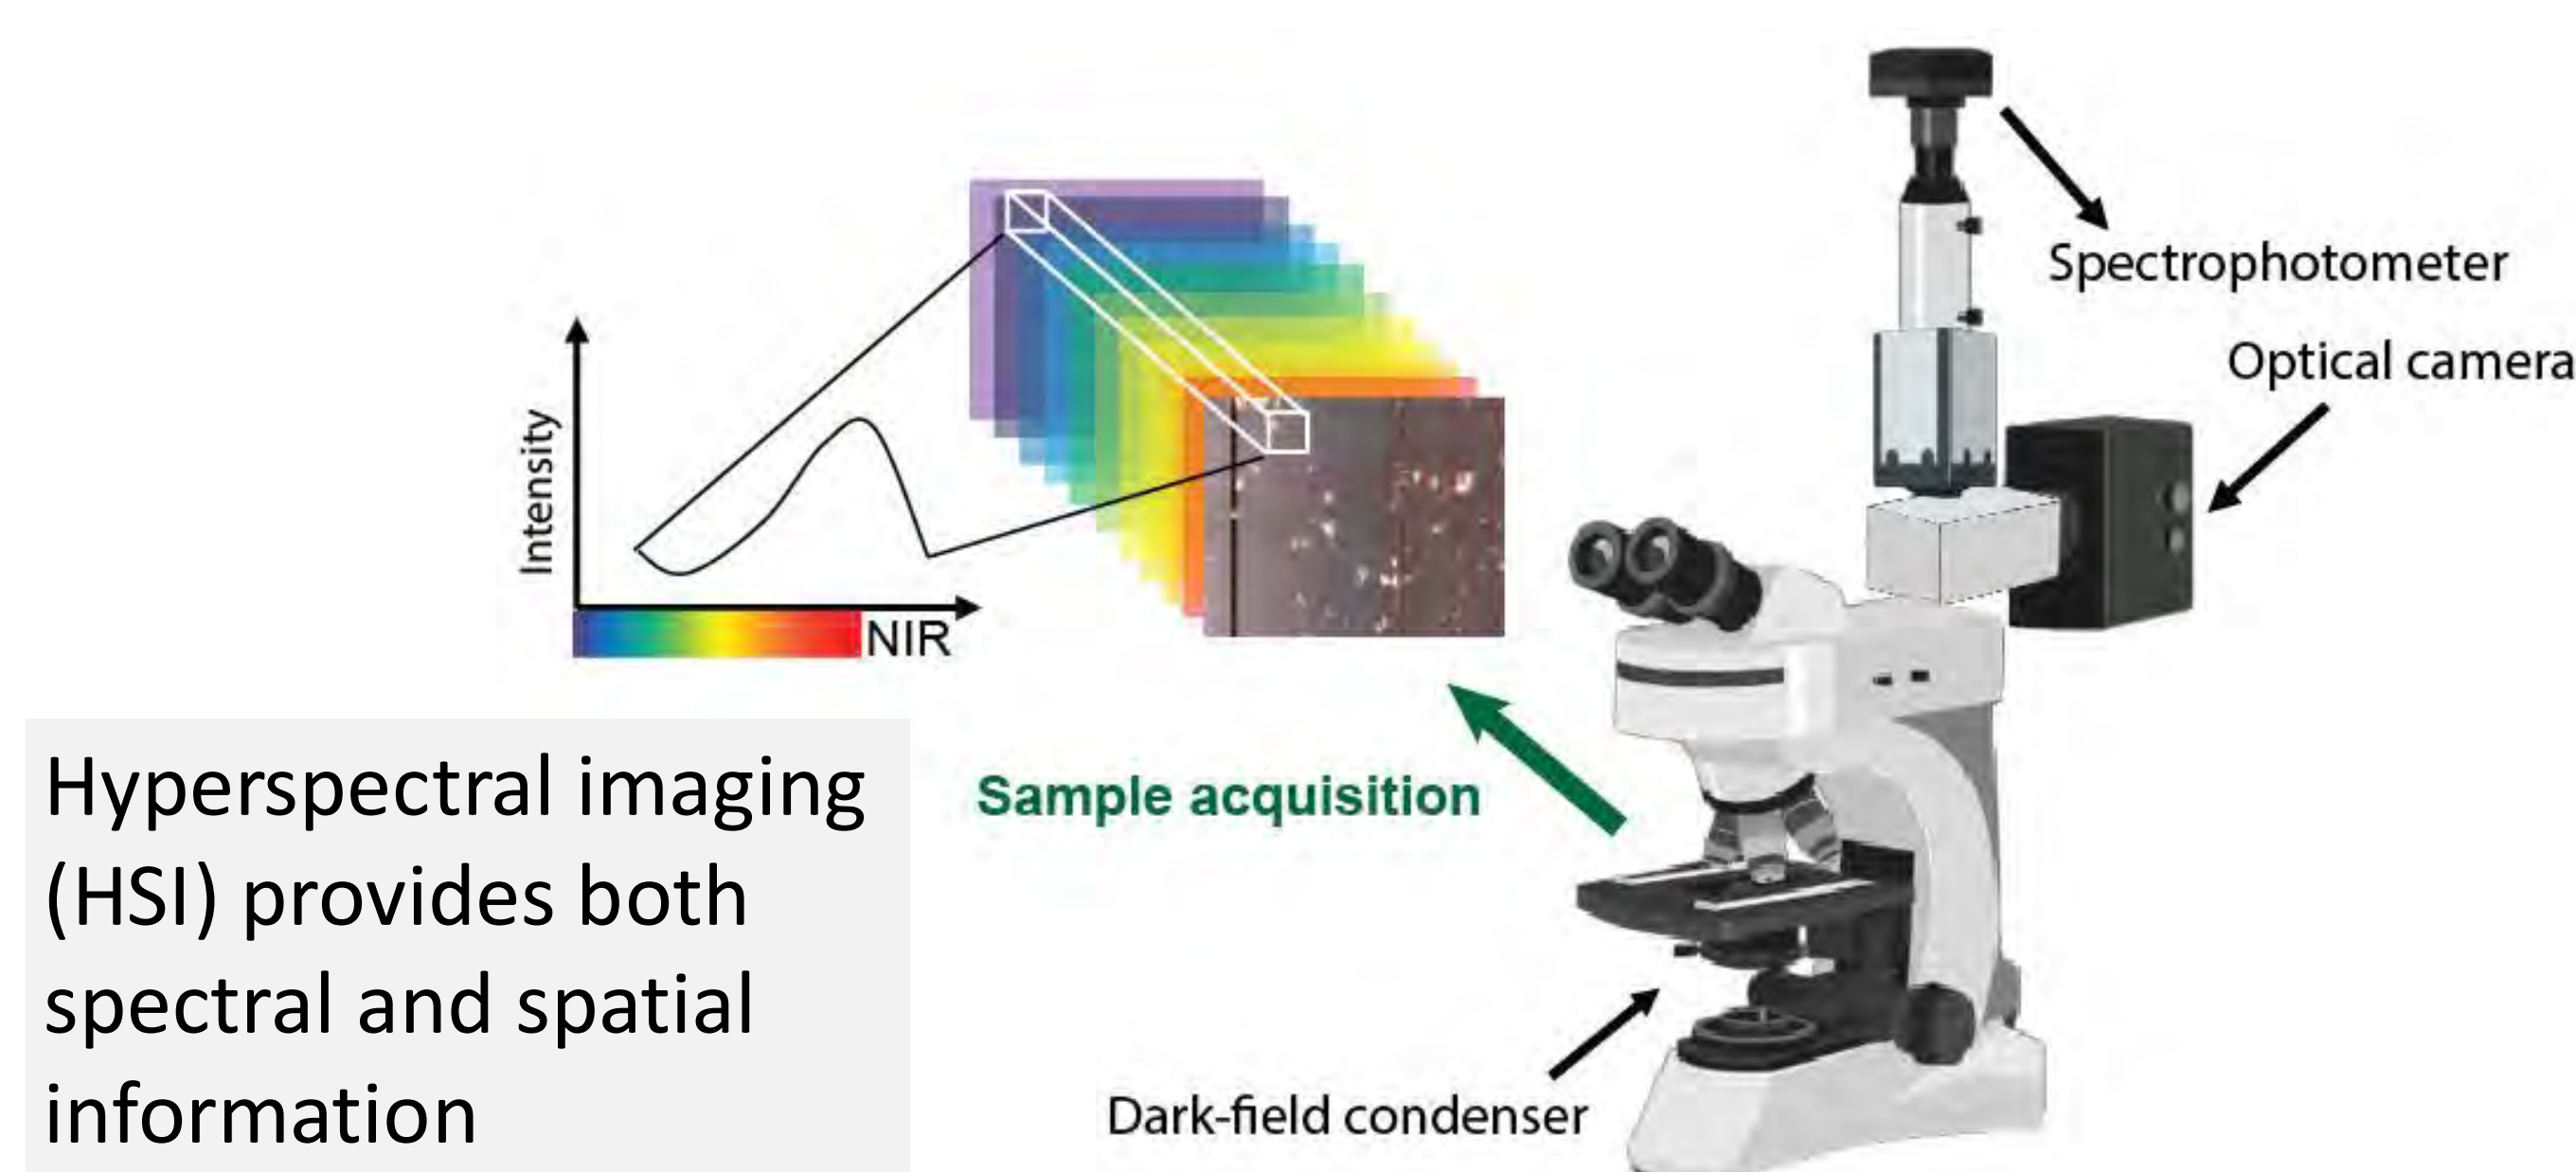 Spectrophotometer
Optical camera
Intensity
NIR
Sample acquisition
Dark-field condenser
Hyperspectral imaging
(HSI) provides both
spectral and spatial
information